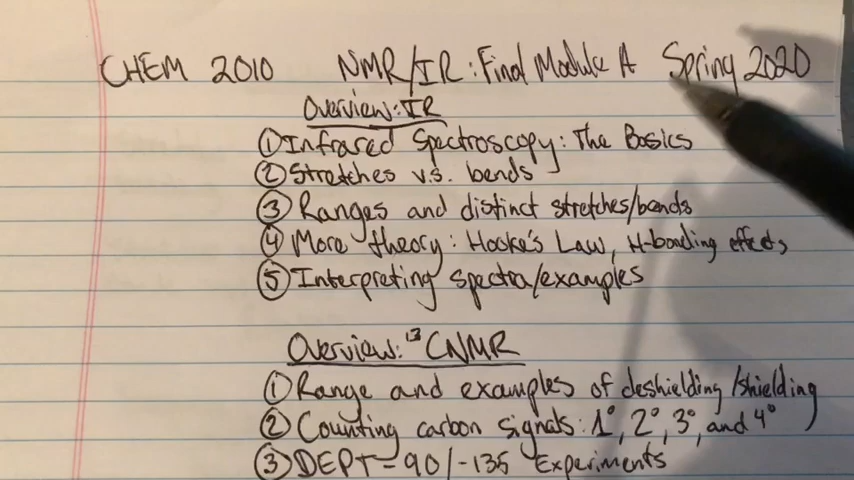 CHEM 2010 NMR/IR: Final Module A Spring 2020
Overview: IR
① Infrared Spectroscopy: The Basics
② Stretches v.s. bends
③ Ranges and distinct stretches/bends
④ More theory: Hooke's Law, H-bonding effects
⑤ Interpreting spectra/examples
Overview: ¹³CNMR
① Range and examples of deshielding/shielding
② Counting carbon signals: 1°, 2°, 3°, and 4°
③ DEPT-90/-135 Experiments